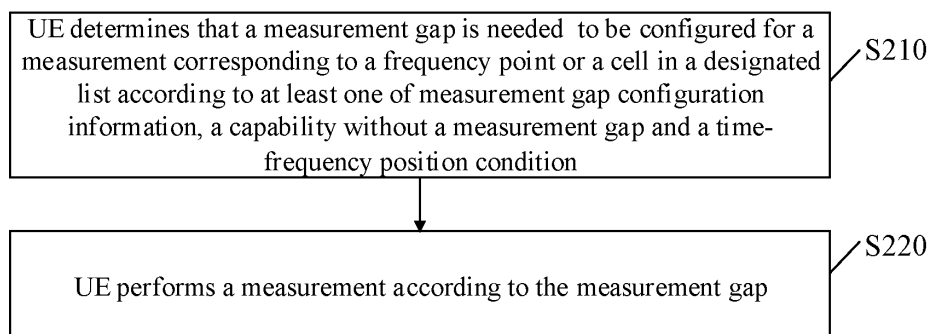 UE determines that a measurement gap is needed to be configured for a
measurement corresponding to a frequency point or a cell in a designated
list according to at least one of measurement gap configuration
information, a capability without a measurement gap and a time-
frequency position condition
S210
UE performs a measurement according to the measurement gap
S220